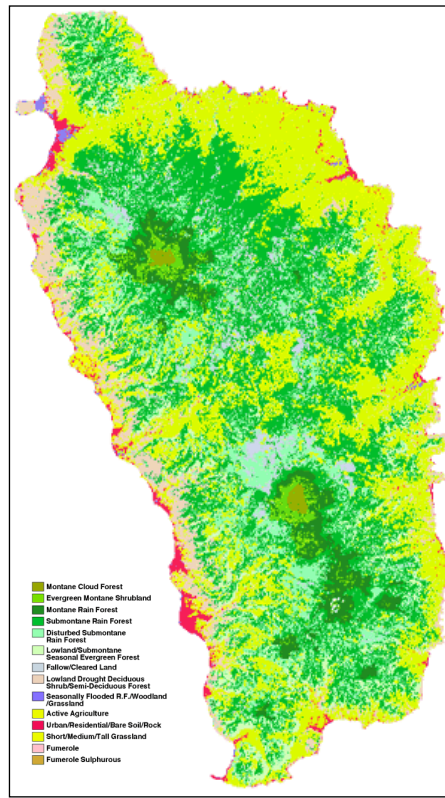 Montane Cloud Forest
Evergreen Montane Shrubland
Montane Rain Forest
Submontane Rain Forest
Disturbed Submontane
Rain Forest
Lowland/Submontane
Seasonal Evergreen Forest
Fallow/Cleared Land
Lowland Drought Deciduous
Shrub/Semi-Deciduous Forest
Seasonally Flooded R.F./Woodland
/Grassland
Active Agriculture
Urban/Residential/Bare Soil/Rock
Short/Medium/Tall Grassland
Fumerole
Fumerole Sulphurous